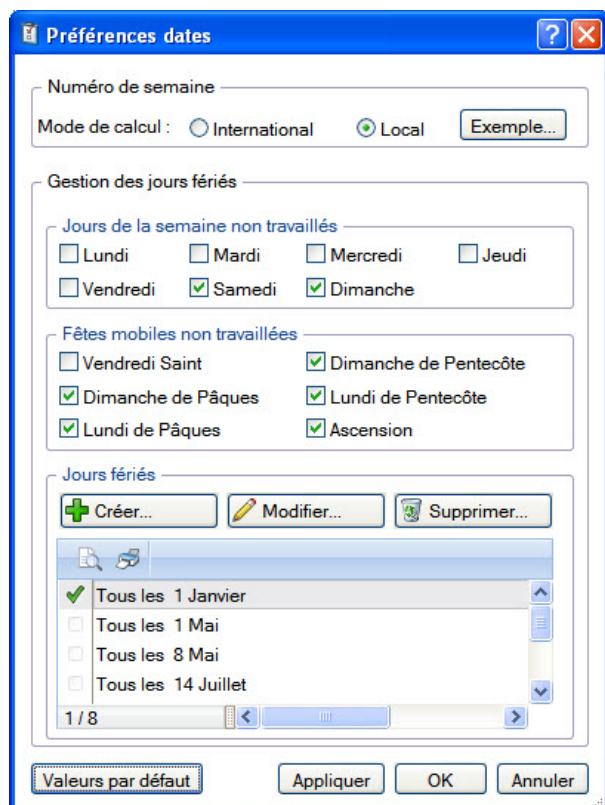 Préférences dates
Numéro de semaine
Mode de calcul : International Local Exemple...
Gestion des jours fériés
Jours de la semaine non travaillés
Lundi Mardi Mercredi Jeudi
Vendredi Samedi Dimanche
Fêtes mobiles non travaillées
Vendredi Saint Dimanche de Pentecôte
Dimanche de Pâques Lundi de Pentecôte
Lundi de Pâques Ascension
Jours fériés
Créer... Modifier... Supprimer...
Tous les 1 Janvier
Tous les 1 Mai
Tous les 8 Mai
Tous les 14 Juillet
1 / 8
Valeurs par défaut Appliquer OK Annuler